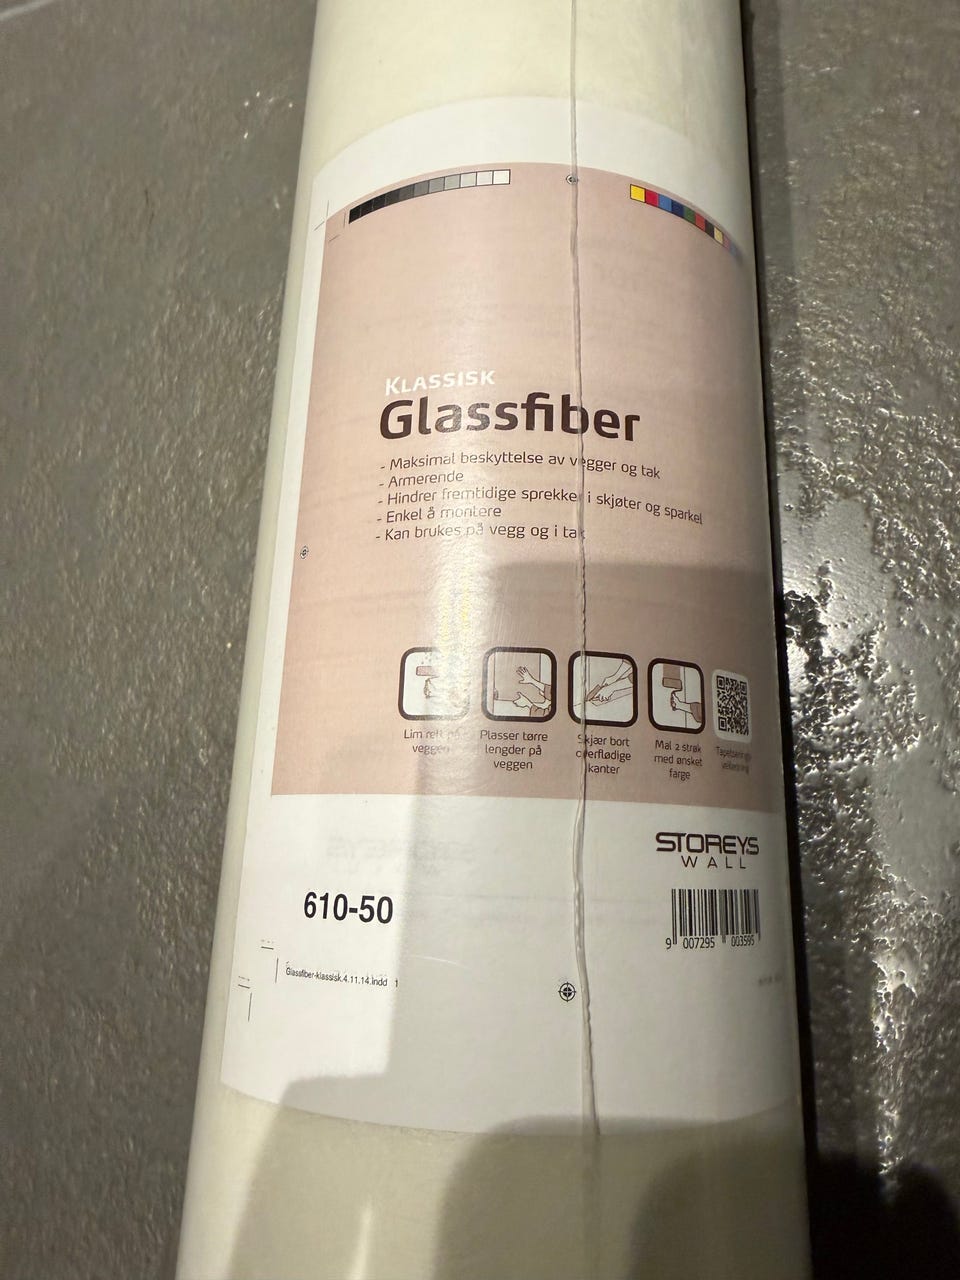 KLASSISK
Glassfiber
- Maksimal beskyttelse av vegger og tak
- Armerende
- Hindrer fremtidige sprekker i skjøter og sparkel
- Enkel å montere
- Kan brukes på vegg og i tak
Lim rett på
veggen
Plasser tørre
lengder på
veggen
Skjær bort
overflødige
kanter
Mal 2 strøk
med ønsket
farge
STOREYS
WALL
610-50
9 007295 003595
Glassfiber-klassisk.4.11.14.indd 1